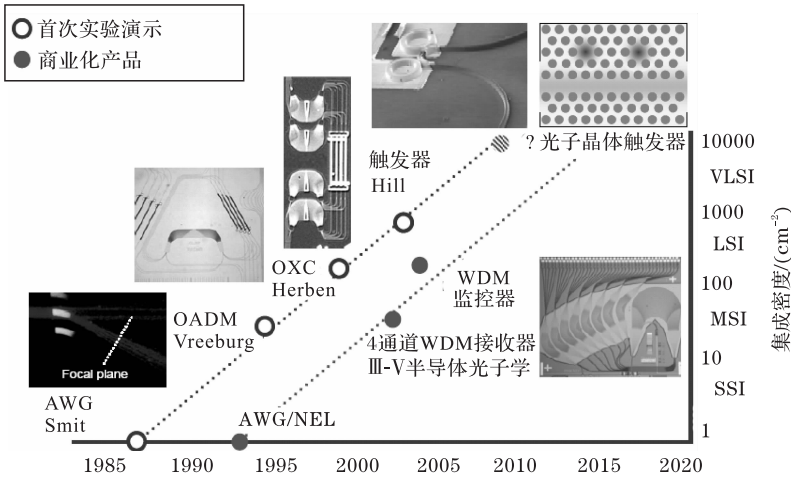 首次实验演示
商业化产品
?光子晶体触发器
10000
触发器
Hill
VLSI
1000
OXC
Herben
LSI
WDM
监控器
100
集成密度/(cm-2)
OADM
Vreeburg
MSI
4通道WDM接收器
Ⅲ-V半导体光子学
10
Focal plane
SSI
AWG
Smit
AWG/NEL
1
1985 1990 1995 2000 2005 2010 2015 2020